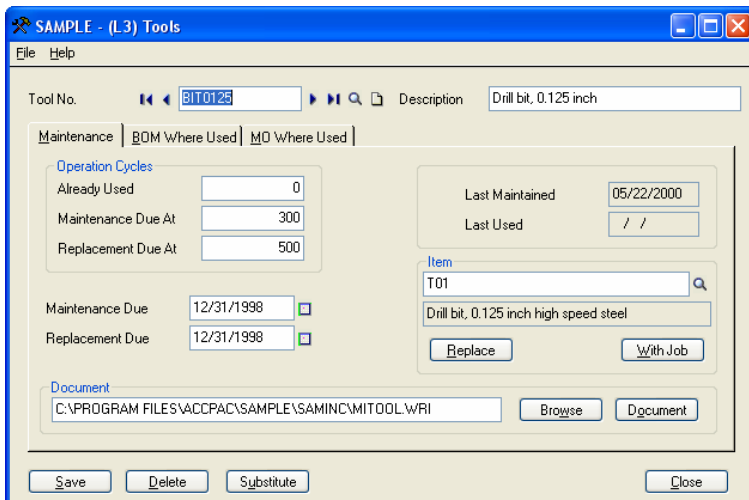 SAMPLE - (L3) Tools
File Help
Tool No. BIT0125 Description Drill bit, 0.125 inch
Maintenance BOM Where Used MO Where Used
Operation Cycles
Already Used 0
Maintenance Due At 300
Replacement Due At 500
Last Maintained 05/22/2000
Last Used / /
Item
T01
Drill bit, 0.125 inch high speed steel
Replace With Job
Maintenance Due 12/31/1998
Replacement Due 12/31/1998
Document
C:\PROGRAM FILES\ACCPAC\SAMPLE\SAMINC\MITOOL.WRI Browse Document
Save Delete Substitute Close